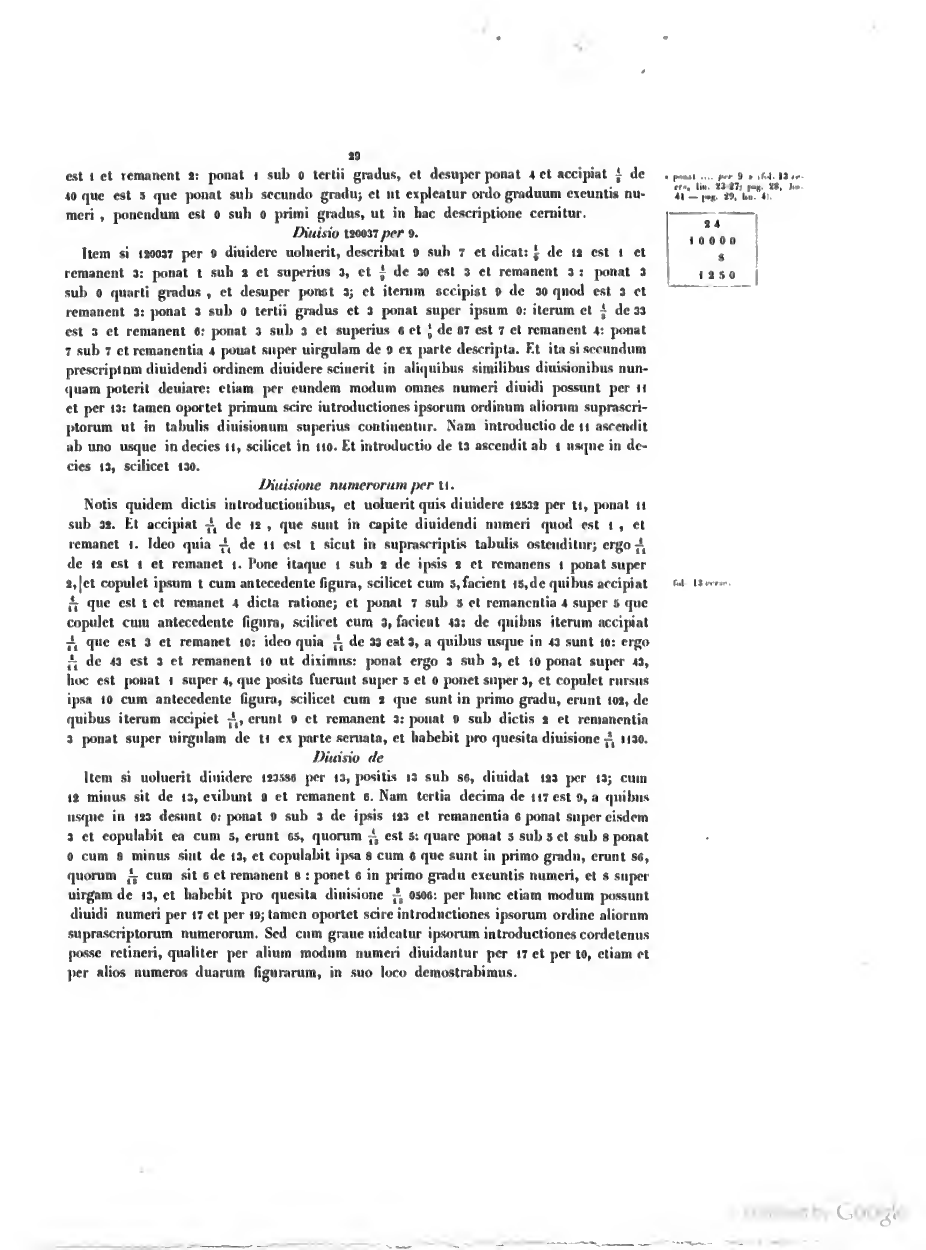 29
est 1 et remanent 2: ponat 1 sub 0 tertii gradus, et desuper ponat 4 et accipiat 1/8 de
40 que est 5 que ponat sub secundo gradu; et ut expleatur ordo graduum exeuntis nu-
meri , ponendum est 0 sub 0 primi gradus, ut in hac descriptione cernitur.
Diuisio 120037 per 9.
Item si 120037 per 9 diuidere uoluerit, describat 9 sub 7 et dicat: 1/9 de 12 est 1 et
remanent 3: ponat 1 sub 2 et superius 3, et 1/9 de 30 est 3 et remanent 3 : ponat 3
sub 0 quarti gradus , et desuper ponat 3; et iterum accipiat 9 de 30 quod est 3 et
remanent 3: ponat 3 sub 0 tertii gradus et 3 ponat super ipsum 0: iterum et 1/9 de 33
est 3 et remanent 6: ponat 3 sub 3 et superius 6 et 1/9 de 67 est 7 et remanent 4: ponat
7 sub 7 et remanentia 4 ponat super uirgulam de 9 ex parte descripta. Et ita si secundum
prescriptum diuidendi ordinem diuidere sciuerit in aliquibus similibus diuisionibus nun-
quam poterit deuiare: etiam per eundem modum omnes numeri diuidi possunt per 11
et per 13: tamen oportet primum scire introductiones ipsorum ordinum aliorum suprascri-
ptorum ut in tabulis diuisionum superius continentur. Nam introductio de 11 ascendit
ab uno usque in decies 11, scilicet in 110. Et introductio de 13 ascendit ab 1 usque in de-
cies 13, scilicet 130.
Diuisione numerorum per 11.
Notis quidem dictis introductionibus, et uoluerit quis diuidere 12532 per 11, ponat 11
sub 32. Et accipiat 1/11 de 12 , que sunt in capite diuidendi numeri quod est 1 , et
remanet 1. Ideo quia 1/11 de 11 est 1 sicut in suprascriptis tabulis ostenditur; ergo 1/11
de 12 est 1 et remanet 1. Pone itaque 1 sub 2 de ipsis 2 et remanens 1 ponat super
2,|et copulet ipsum 1 cum antecedente figura, scilicet cum 5, facient 15, de quibus accipiat
1/11 que est 1 et remanet 4 dicta ratione; et ponat 7 sub 5 et remanentia 4 super 5 que
copulet cum antecedente figura, scilicet cum 3, facient 43: de quibus iterum accipiat
1/11 que est 3 et remanet 10: ideo quia 1/11 de 33 est 3, a quibus usque in 43 sunt 10: ergo
1/11 de 43 est 3 et remanent 10 ut diximus: ponat ergo 3 sub 3, et 10 ponat super 43,
hoc est ponat 1 super 4, que posita fuerunt super 5 et 0 ponet super 3, et copulet rursus
ipsa 10 cum antecedente figura, scilicet cum 2 que sunt in primo gradu, erunt 102, de
quibus iterum accipiet 1/11, erunt 9 et remanent 3: ponat 9 sub dictis 2 et remanentia
3 ponat super uirgulam de 11 ex parte seruata, et habebit pro quesita diuisione 3/11 1130.
Diuisio de
Item si uoluerit diuidere 123586 per 13, positis 13 sub 86, diuidat 123 per 13; cum
12 minus sit de 13, exibunt 9 et remanent 6. Nam tertia decima de 117 est 9, a quibus
usque in 123 desunt 6: ponat 9 sub 3 de ipsis 123 et remanentia 6 ponat super eisdem
3 et copulabit ea cum 5, erunt 65, quorum 1/13 est 5: quare ponat 5 sub 5 et sub 8 ponat
0 cum 8 minus sint de 13, et copulabit ipsa 8 cum 6 que sunt in primo gradu, erunt 86,
quorum 1/13 cum sit 6 et remanent 8 : ponet 6 in primo gradu exeuntis numeri, et 8 super
uirgam de 13, et habebit pro quesita diuisione 8/13 9506: per hunc etiam modum possunt
diuidi numeri per 17 et per 19; tamen oportet scire introductiones ipsorum ordine aliorum
suprascriptorum numerorum. Sed cum graue uideatur ipsorum introductiones cordetenus
posse retineri, qualiter per alium modum numeri diuidantur per 17 et per 19, etiam et
per alios numeros duarum figurarum, in suo loco demostrabimus.
« ponat .... per 9 » (fol. 13 re-
cto, lin. 23-27; pag. 28, lin.
41 — pag. 29, lin. 4).
2 4
1 0 0 0 0
8
1 2 5 0
fol. 13 verso.
Google